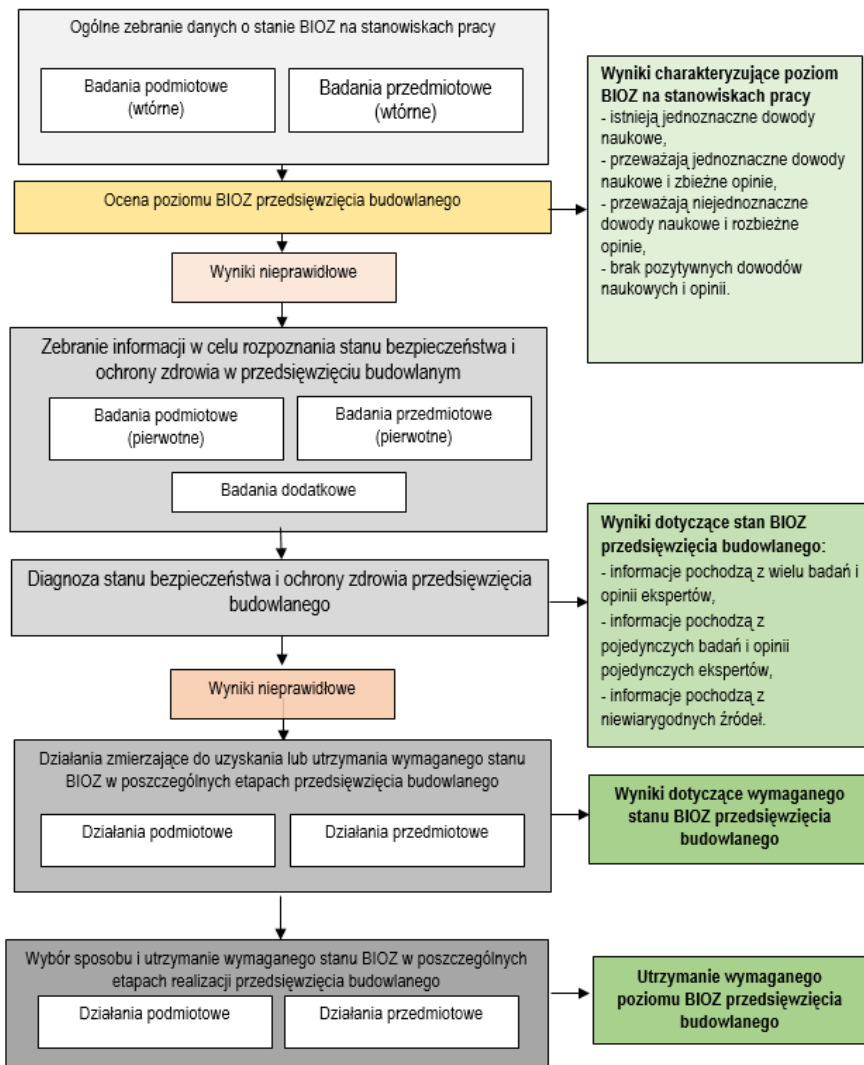 Ogólne zebranie danych o stanie BIOZ na stanowiskach pracy
Badania podmiotowe
(wtórne)
Badania przedmiotowe
(wtórne)
Wyniki charakteryzujące poziom
BIOZ na stanowiskach pracy
- istnieją jednoznaczne dowody
naukowe,
- przeważają jednoznaczne dowody
naukowe i zbieżne opinie,
- przeważają niejednoznaczne
dowody naukowe i rozbieżne
opinie,
- brak pozytywnych dowodów
naukowych i opinii.
Ocena poziomu BIOZ przedsięwzięcia budowlanego
Wyniki nieprawidłowe
Zebranie informacji w celu rozpoznania stanu bezpieczeństwa i
ochrony zdrowia w przedsięwzięciu budowlanym
Badania podmiotowe
(pierwotne)
Badania przedmiotowe
(pierwotne)
Badania dodatkowe
Wyniki dotyczące stan BIOZ
przedsięwzięcia budowlanego:
- informacje pochodzą z wielu badań i
opinii ekspertów,
- informacje pochodzą z
pojedynczych badań i opinii
pojedynczych ekspertów,
- informacje pochodzą z
niewiarygodnych źródeł.
Diagnoza stanu bezpieczeństwa i ochrony zdrowia przedsięwzięcia
budowlanego
Wyniki nieprawidłowe
Działania zmierzające do uzyskania lub utrzymania wymaganego stanu
BIOZ w poszczególnych etapach przedsięwzięcia budowlanego
Działania podmiotowe
Działania przedmiotowe
Wyniki dotyczące wymaganego
stanu BIOZ przedsięwzięcia
budowlanego
Wybór sposobu i utrzymanie wymaganego stanu BIOZ w poszczególnych
etapach realizacji przedsięwzięcia budowlanego
Działania podmiotowe
Działania przedmiotowe
Utrzymanie wymaganego
poziomu BIOZ przedsięwzięcia
budowlanego